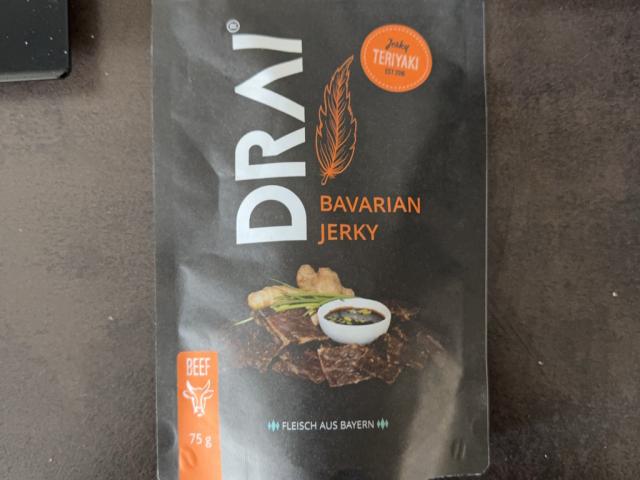 DRAI
®
Jerky
TERIYAKI
BAVARIAN
JERKY
BEEF
75 g
FLEISCH AUS BAYERN